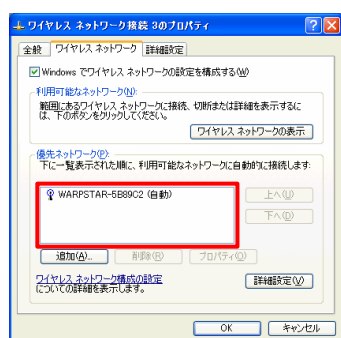 ワイヤレス ネットワーク接続 3のプロパティ
全般 ワイヤレス ネットワーク 詳細設定
Windows でワイヤレス ネットワークの設定を構成する(W)
利用可能なネットワーク(N):
範囲にあるワイヤレス ネットワークに接続、切断または詳細を表示するに
は、下のボタンをクリックしてください。
ワイヤレス ネットワークの表示
優先ネットワーク(P):
下に一覧表示された順に、利用可能なネットワークに自動的に接続します:
WARPSTAR-5B89C2 (自動)
上へ(U)
下へ(D)
追加(A)... 削除(R) プロパティ(O)
ワイヤレス ネットワーク構成の設定
についての詳細を表示します。
詳細設定(V)
OK キャンセル